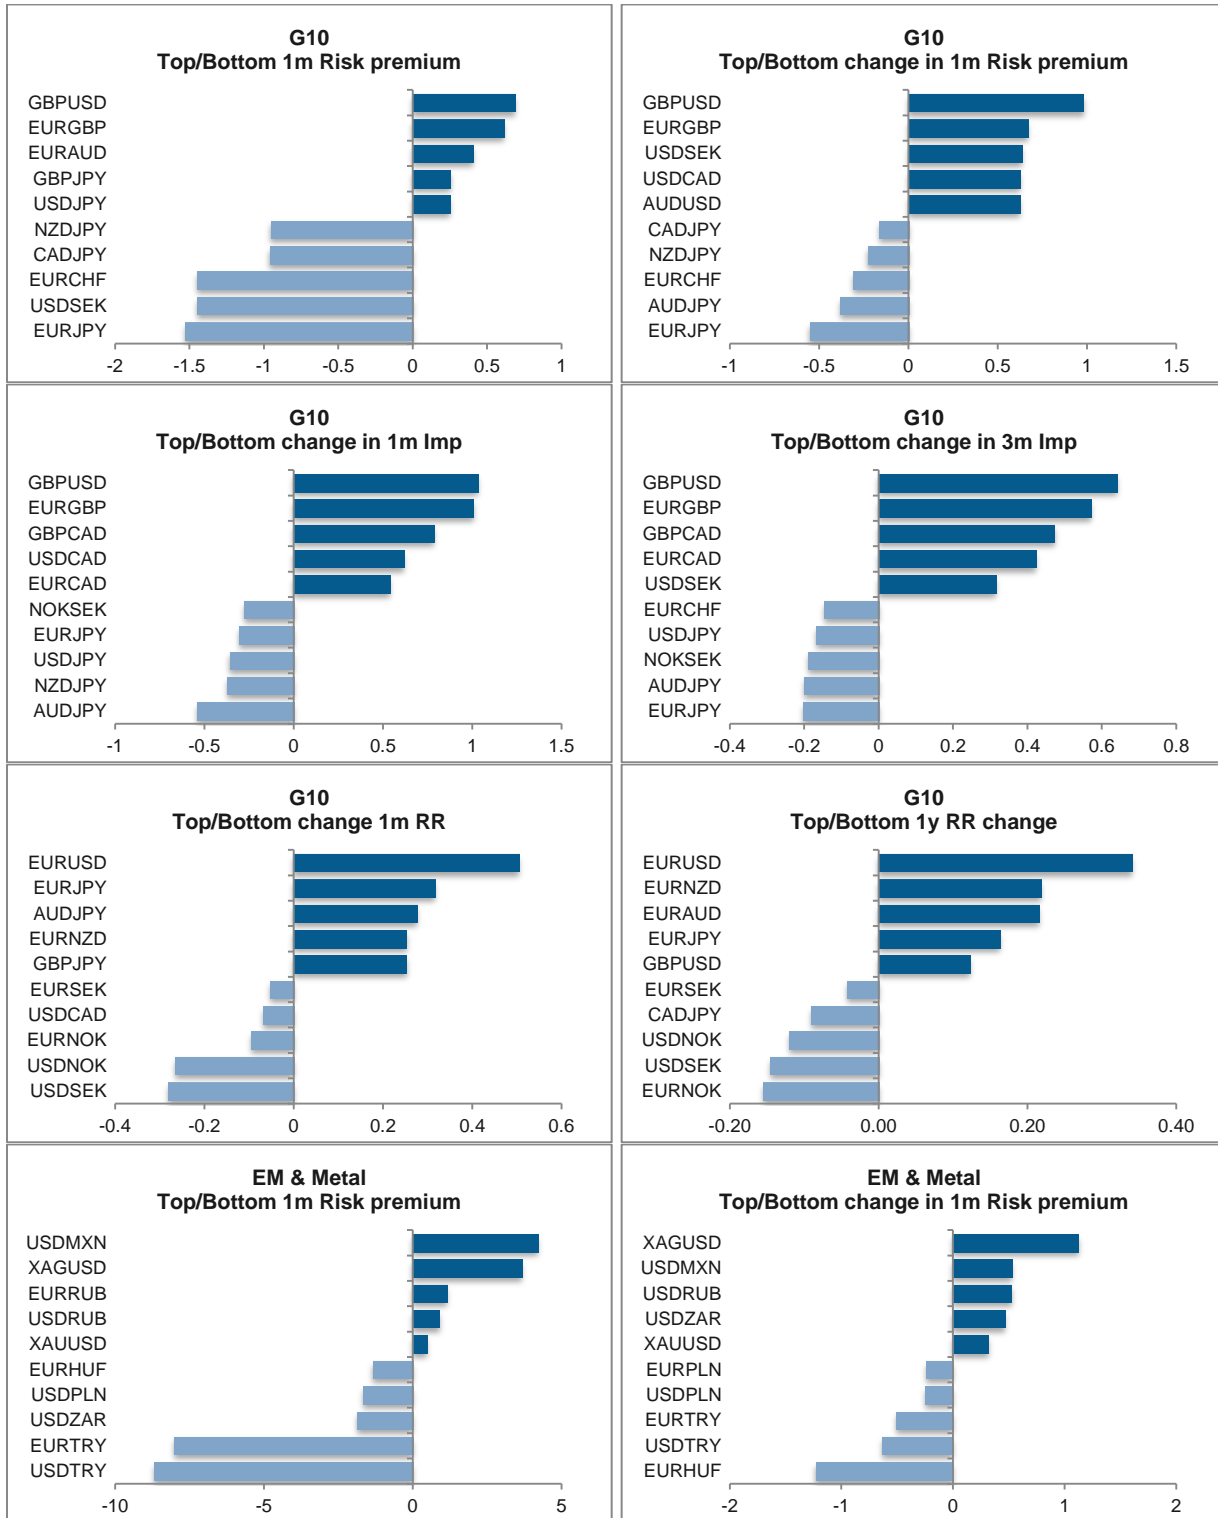 G10
Top/Bottom 1m Risk premium
GBPUSD
EURGBP
EURAUD
GBPJPY
USDJPY
NZDJPY
CADJPY
EURCHF
USDSEK
EURJPY
-2 -1.5 -1 -0.5 0 0.5 1
G10
Top/Bottom change in 1m Risk premium
GBPUSD
EURGBP
USDSEK
USDCAD
AUDUSD
CADJPY
NZDJPY
EURCHF
AUDJPY
EURJPY
-1 -0.5 0 0.5 1 1.5
G10
Top/Bottom change in 1m Imp
GBPUSD
EURGBP
GBPCAD
USDCAD
EURCAD
NOKSEK
EURJPY
USDJPY
NZDJPY
AUDJPY
-1 -0.5 0 0.5 1 1.5
G10
Top/Bottom change in 3m Imp
GBPUSD
EURGBP
GBPCAD
EURCAD
USDSEK
EURCHF
USDJPY
NOKSEK
AUDJPY
EURJPY
-0.4 -0.2 0 0.2 0.4 0.6 0.8
G10
Top/Bottom change 1m RR
EURUSD
EURJPY
AUDJPY
EURNZD
GBPJPY
EURSEK
USDCAD
EURNOK
USDNOK
USDSEK
-0.4 -0.2 0 0.2 0.4 0.6
G10
Top/Bottom 1y RR change
EURUSD
EURNZD
EURAUD
EURJPY
GBPUSD
EURSEK
CADJPY
USDNOK
USDSEK
EURNOK
-0.20 0.00 0.20 0.40
EM & Metal
Top/Bottom 1m Risk premium
USDMXN
XAGUSD
EURRUB
USDRUB
XAUUSD
EURHUF
USDPLN
USDZAR
EURTRY
USDTRY
-10 -5 0 5
EM & Metal
Top/Bottom change in 1m Risk premium
XAGUSD
USDMXN
USDRUB
USDZAR
XAUUSD
EURPLN
USDPLN
EURTRY
USDTRY
EURHUF
-2 -1 0 1 2